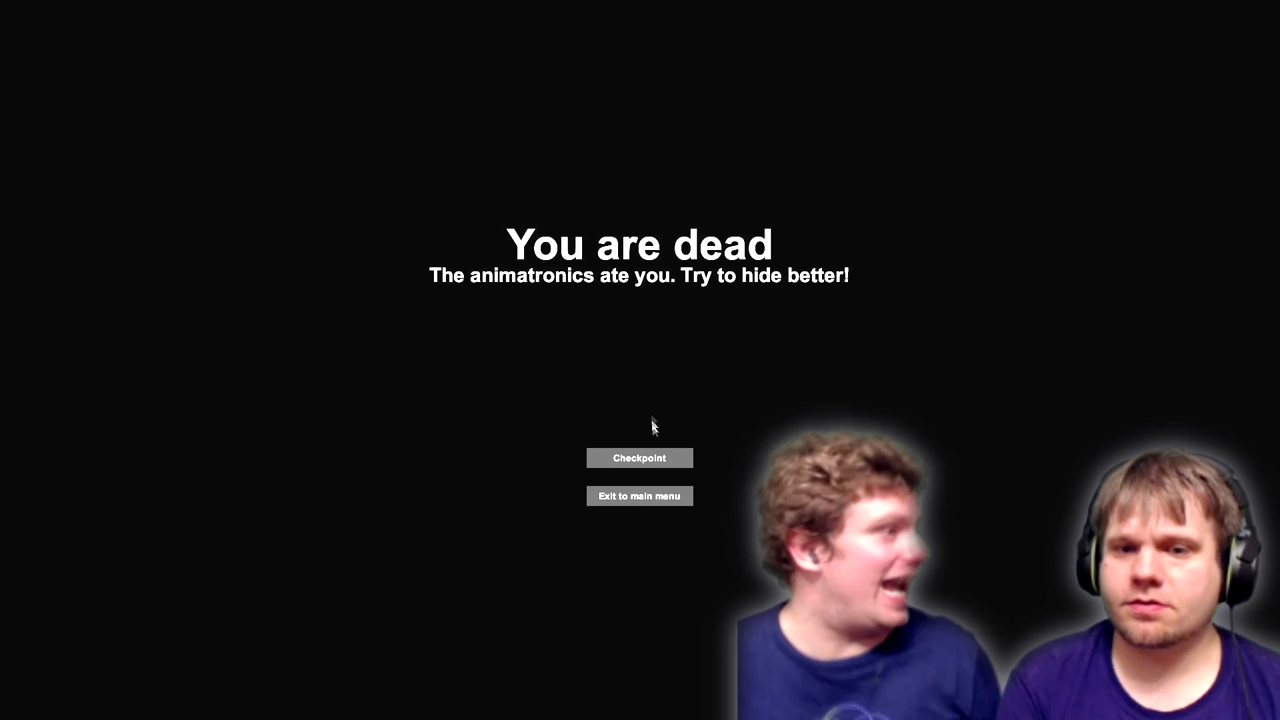 You are dead
The animatronics ate you. Try to hide better!
Checkpoint
Exit to main menu